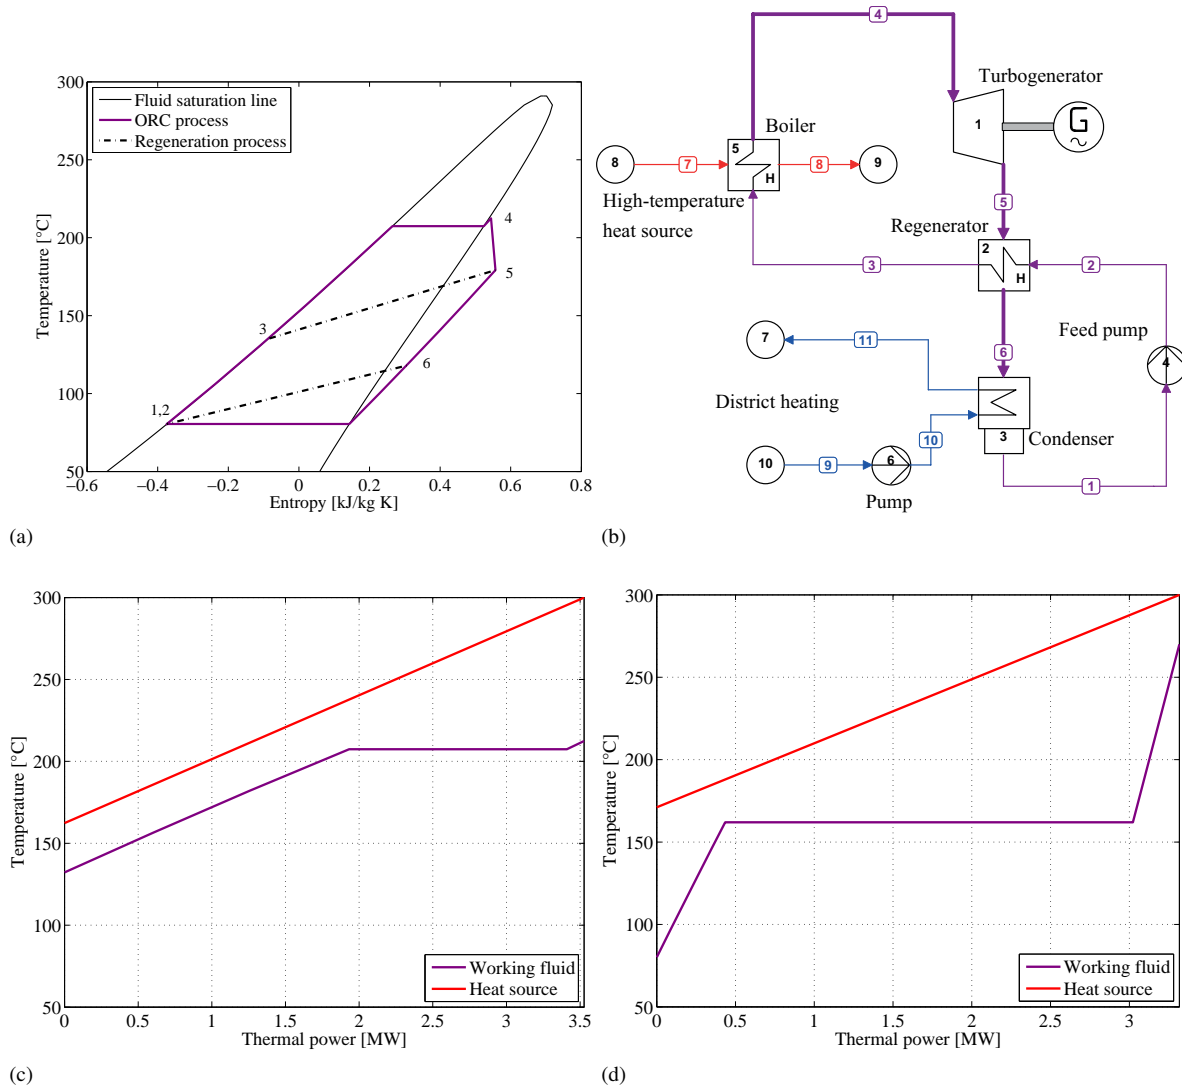 300
250
200
150
100
50
Temperature [°C]
−0.6
−0.4
−0.2
0
0.2
0.4
0.6
0.8
Entropy [kJ/kg K]
Fluid saturation line
ORC process
Regeneration process
1,2
3
4
5
6
(a)
4
Turbogenerator
1
G
~
Boiler
5
H
8
7
8
9
High-temperature
heat source
5
Regenerator
2
H
3
2
6
Feed pump
4
7
11
District heating
10
3
Condenser
10
9
6
Pump
1
(b)
300
250
200
150
100
50
Temperature [°C]
0
0.5
1
1.5
2
2.5
3
3.5
Thermal power [MW]
Working fluid
Heat source
(c)
300
250
200
150
100
50
Temperature [°C]
0
0.5
1
1.5
2
2.5
3
Thermal power [MW]
Working fluid
Heat source
(d)